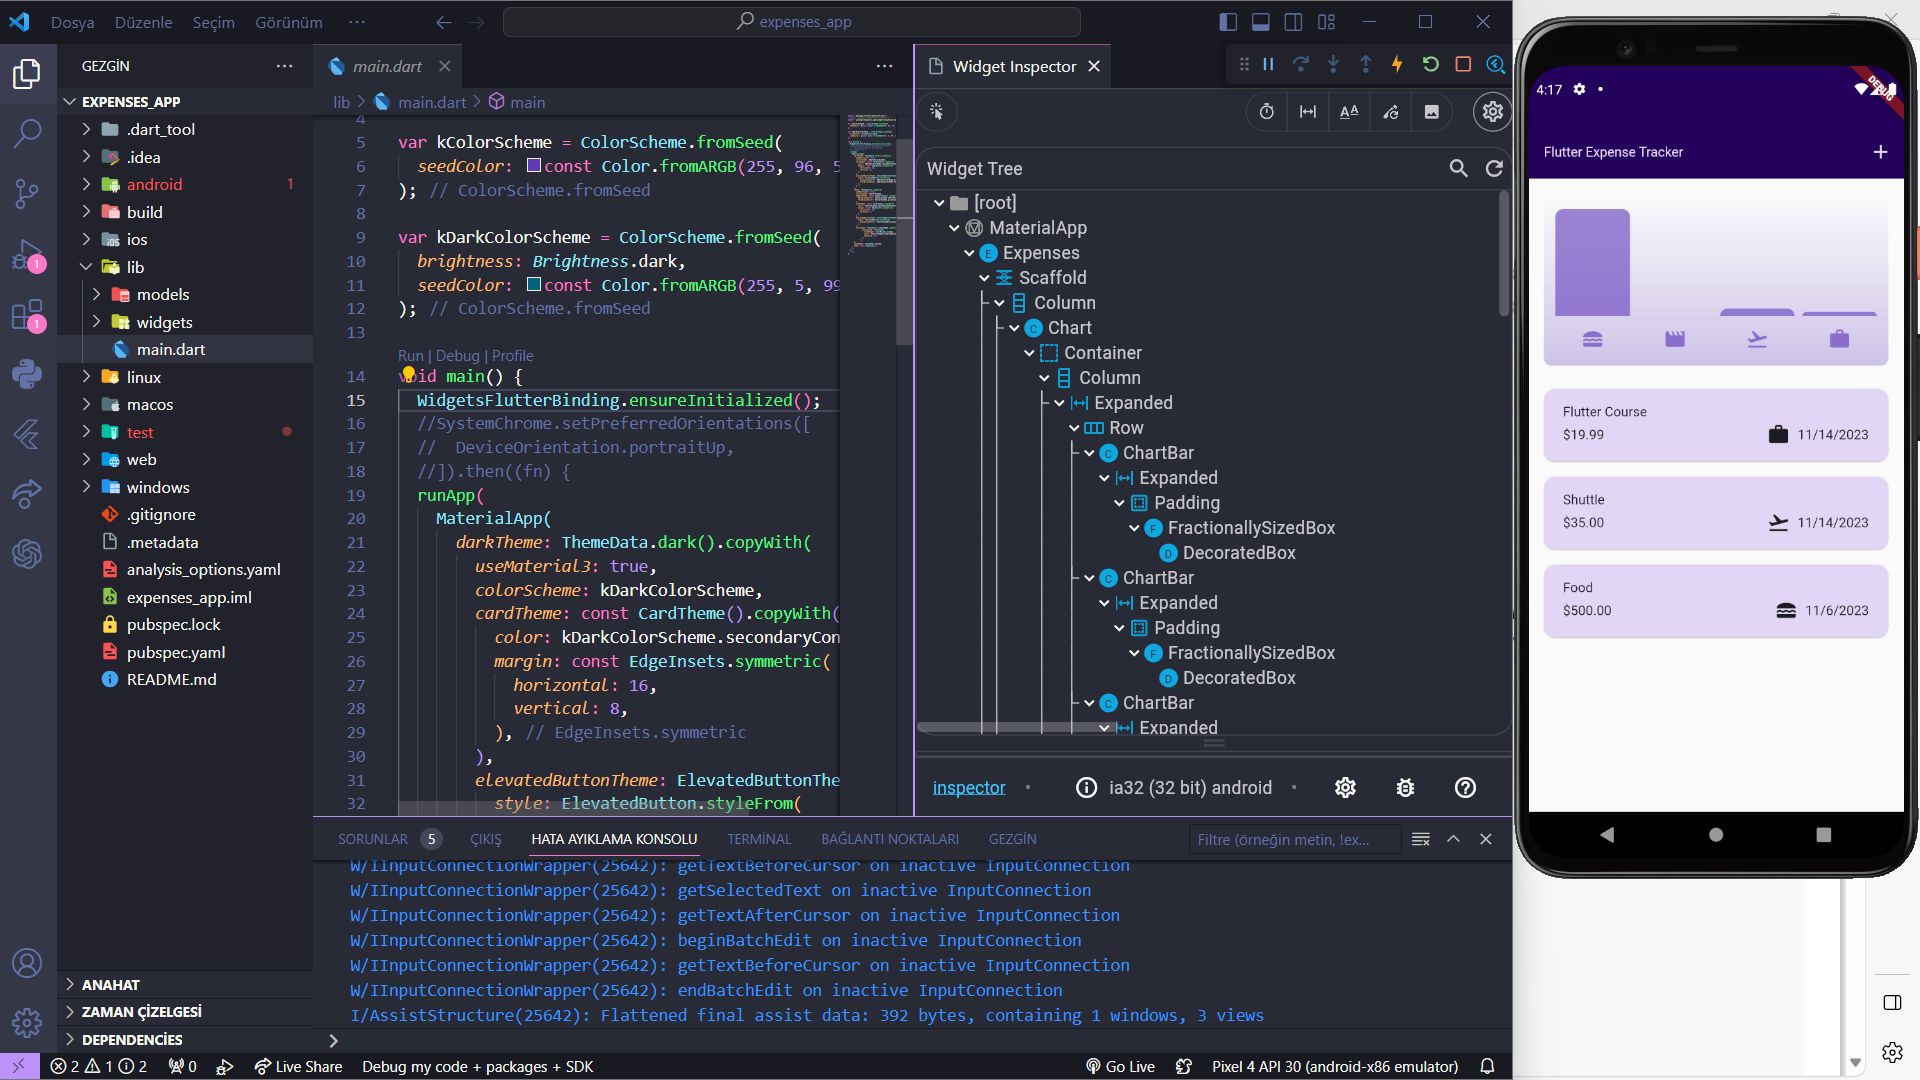 Dosya Düzenle Seçim Görünüm ··· expenses_app
GEZGİN
EXPENSES_APP
.dart_tool
.idea
android 1
build
ios
lib
models
widgets
main.dart
linux
macos
test
web
windows
.gitignore
.metadata
analysis_options.yaml
expenses_app.iml
pubspec.lock
pubspec.yaml
README.md
ANAHAT
ZAMAN ÇİZELGESİ
DEPENDENCİES
1
1
main.dart
lib > main.dart > main
4
5 var kColorScheme = ColorScheme.fromSeed(
6 seedColor: const Color.fromARGB(255, 96, 5
7 ); // ColorScheme.fromSeed
8
9 var kDarkColorScheme = ColorScheme.fromSeed(
10 brightness: Brightness.dark,
11 seedColor: const Color.fromARGB(255, 5, 99
12 ); // ColorScheme.fromSeed
13
Run | Debug | Profile
14 void main() {
15 WidgetsFlutterBinding.ensureInitialized();
16 //SystemChrome.setPreferredOrientations([
17 // DeviceOrientation.portraitUp,
18 //]).then((fn) {
19 runApp(
20 MaterialApp(
21 darkTheme: ThemeData.dark().copyWith(
22 useMaterial3: true,
23 colorScheme: kDarkColorScheme,
24 cardTheme: const CardTheme().copyWith(
25 color: kDarkColorScheme.secondaryCon
26 margin: const EdgeInsets.symmetric(
27 horizontal: 16,
28 vertical: 8,
29 ), // EdgeInsets.symmetric
30 ),
31 elevatedButtonTheme: ElevatedButtonThe
32 style: ElevatedButton.styleFrom(
Widget Inspector
Widget Tree
[root]
MaterialApp
Expenses
Scaffold
Column
Chart
Container
Column
Expanded
Row
ChartBar
Expanded
Padding
FractionallySizedBox
DecoratedBox
ChartBar
Expanded
Padding
FractionallySizedBox
DecoratedBox
ChartBar
Expanded
inspector · ia32 (32 bit) android ·
SORUNLAR 5 ÇIKIŞ HATA AYIKLAMA KONSOLU TERMİNAL BAĞLANTI NOKTALARI GEZGİN Filtre (örneğin metin, !ex...
W/IInputConnectionWrapper(25642): getTextBeforeCursor on inactive InputConnection
W/IInputConnectionWrapper(25642): getSelectedText on inactive InputConnection
W/IInputConnectionWrapper(25642): getTextAfterCursor on inactive InputConnection
W/IInputConnectionWrapper(25642): beginBatchEdit on inactive InputConnection
W/IInputConnectionWrapper(25642): getTextBeforeCursor on inactive InputConnection
W/IInputConnectionWrapper(25642): endBatchEdit on inactive InputConnection
I/AssistStructure(25642): Flattened final assist data: 392 bytes, containing 1 windows, 3 views
2 1 2 0 Live Share Debug my code + packages + SDK Go Live Pixel 4 API 30 (android-x86 emulator)
4:17
DEBUG
Flutter Expense Tracker +
Flutter Course
$19.99 11/14/2023
Shuttle
$35.00 11/14/2023
Food
$500.00 11/6/2023